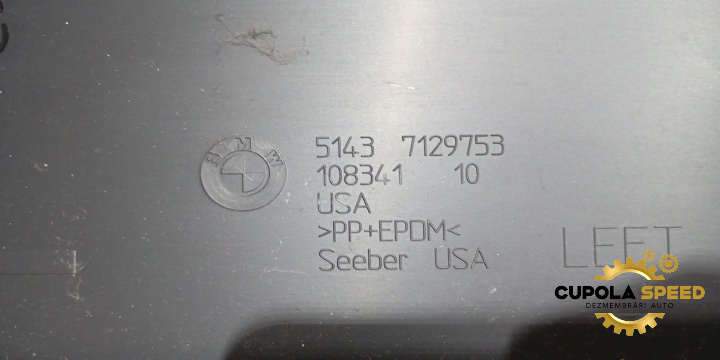 BMW
5143 7129753
108341 10
USA
>PP+EPDM<
Seeber USA
LEFT
CUPOLA SPEED
DEZMEMBRĂRI AUTO